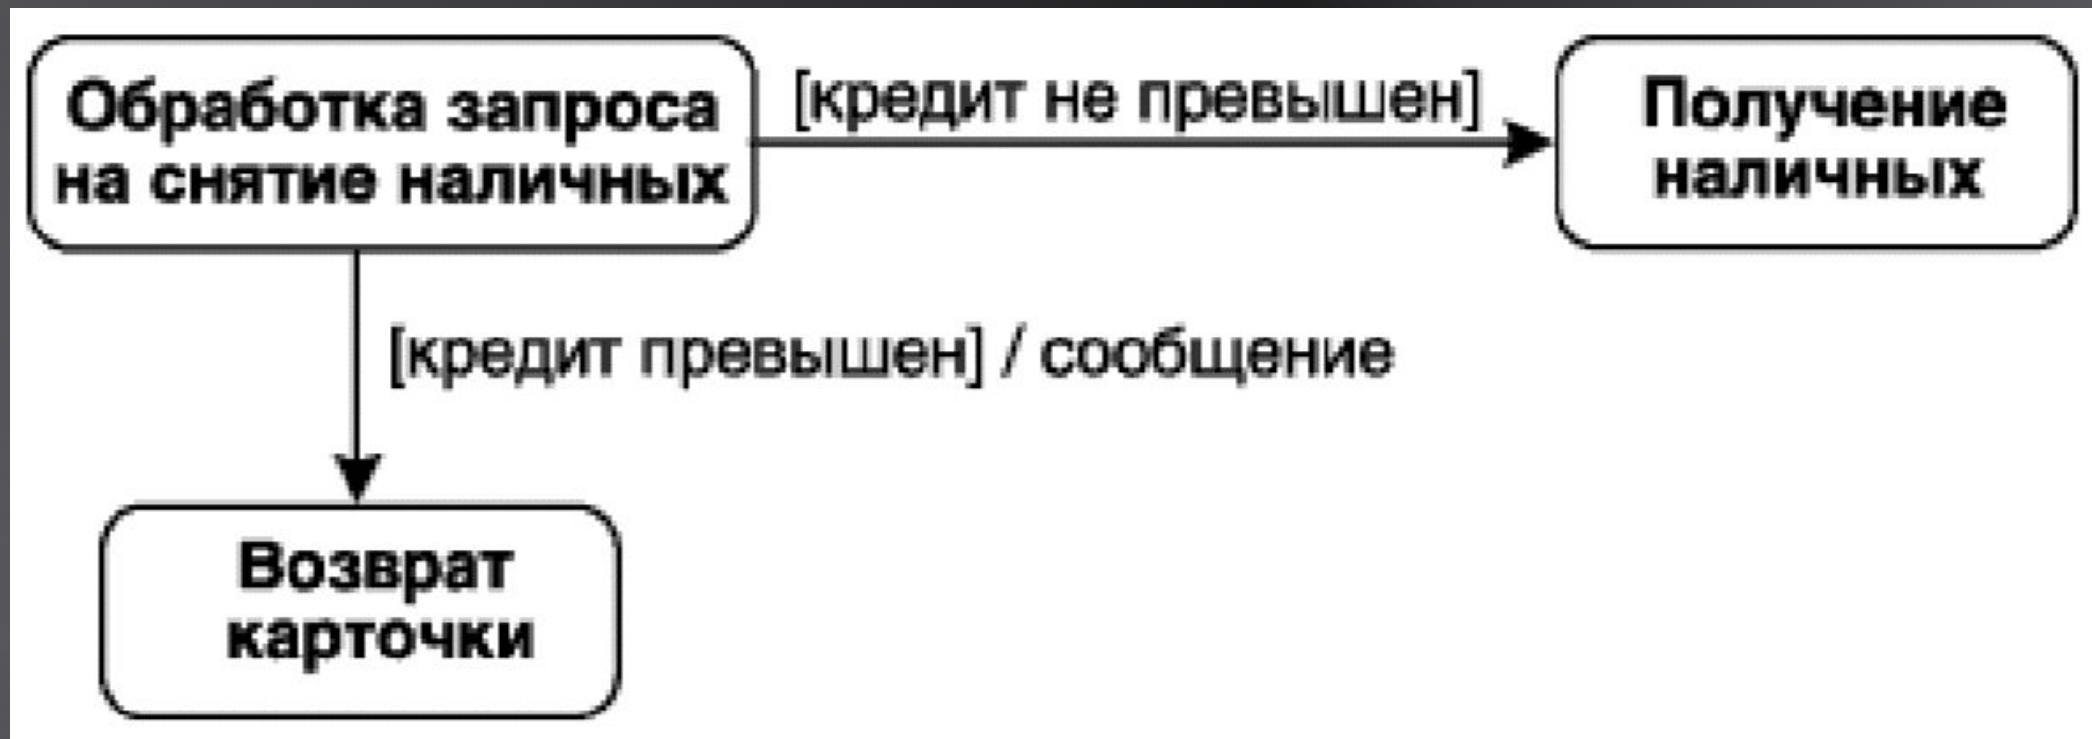 Обработка запроса
на снятие наличных
[кредит не превышен]
Получение
наличных
[кредит превышен] / сообщение
Возврат
карточки